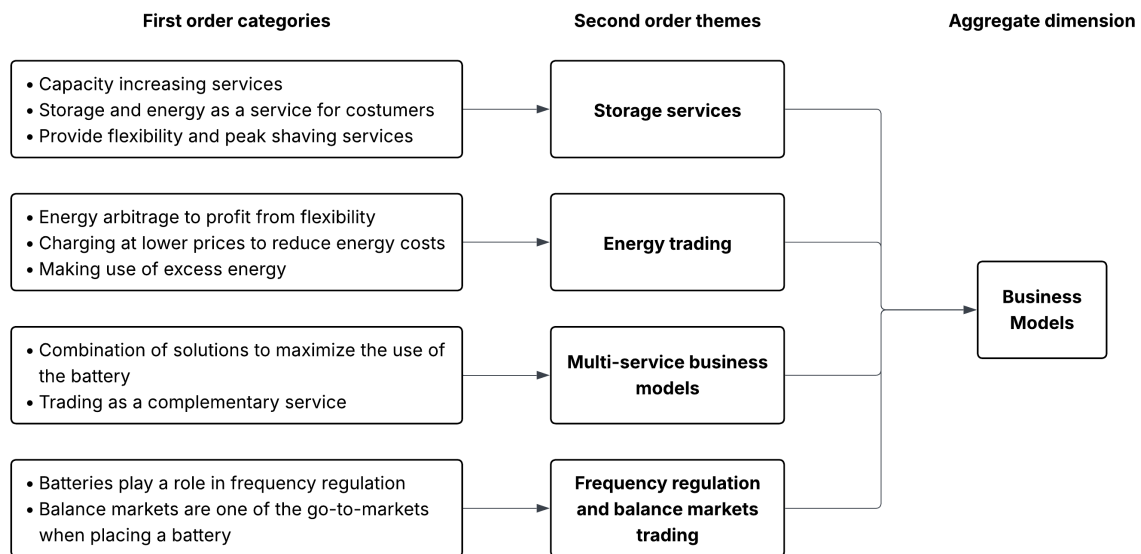 First order categories
Second order themes
Aggregate dimension
• Capacity increasing services
• Storage and energy as a service for costumers
• Provide flexibility and peak shaving services
Storage services
• Energy arbitrage to profit from flexibility
• Charging at lower prices to reduce energy costs
• Making use of excess energy
Energy trading
• Combination of solutions to maximize the use of
the battery
• Trading as a complementary service
Multi-service business
models
• Batteries play a role in frequency regulation
• Balance markets are one of the go-to-markets
when placing a battery
Frequency regulation
and balance markets
trading
Business
Models